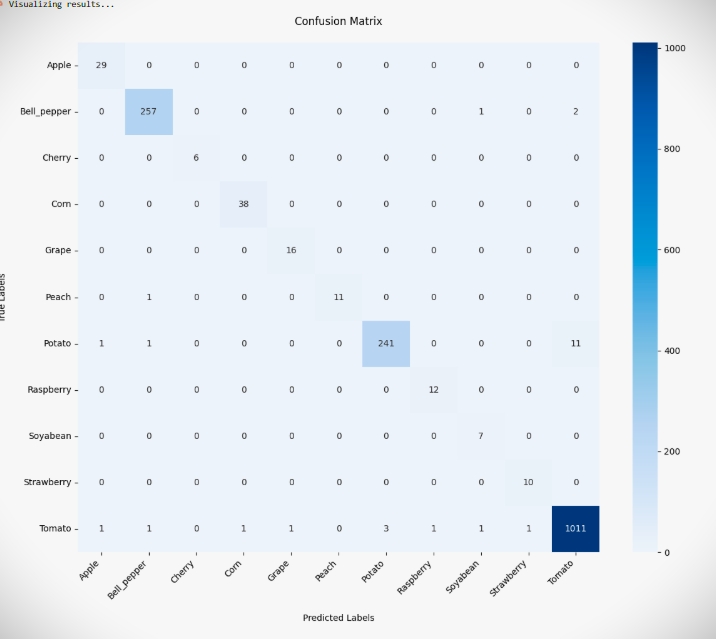 Visualizing results...
Confusion Matrix
Apple 29 0 0 0 0 0 0 0 0 0 0 1000
Bell_pepper 0 257 0 0 0 0 0 0 1 0 2
800
Cherry 0 0 6 0 0 0 0 0 0 0 0
Corn 0 0 0 38 0 0 0 0 0 0 0
600
Grape 0 0 0 0 16 0 0 0 0 0 0
Peach 0 1 0 0 0 11 0 0 0 0 0
Potato 1 1 0 0 0 0 241 0 0 0 11
400
Raspberry 0 0 0 0 0 0 0 12 0 0 0
Soyabean 0 0 0 0 0 0 0 0 7 0 0
200
Strawberry 0 0 0 0 0 0 0 0 0 10 0
Tomato 1 1 0 1 1 0 3 1 1 1 1011
0
Apple Bell_pepper Cherry Corn Grape Peach Potato Raspberry Soyabean Strawberry Tomato
Predicted Labels
Labels